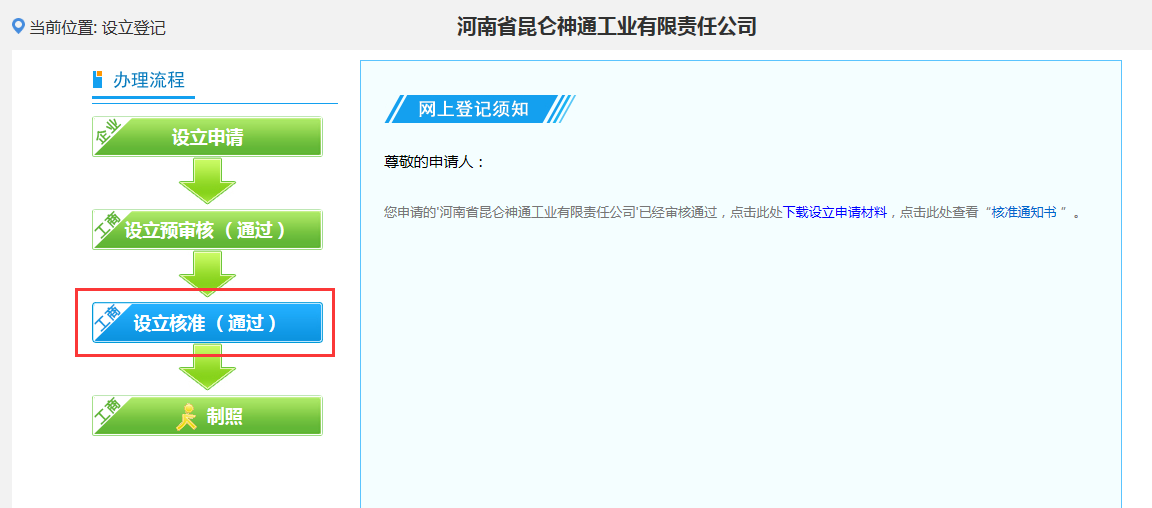 当前位置: 设立登记
河南省昆仑神通工业有限责任公司
办理流程
企业
设立申请
工商
设立预审核（通过）
工商
设立核准（通过）
工商
制照
网上登记须知
尊敬的申请人：
您申请的'河南省昆仑神通工业有限责任公司'已经审核通过，点击此处下载设立申请材料，点击此处查看“核准通知书 ”。